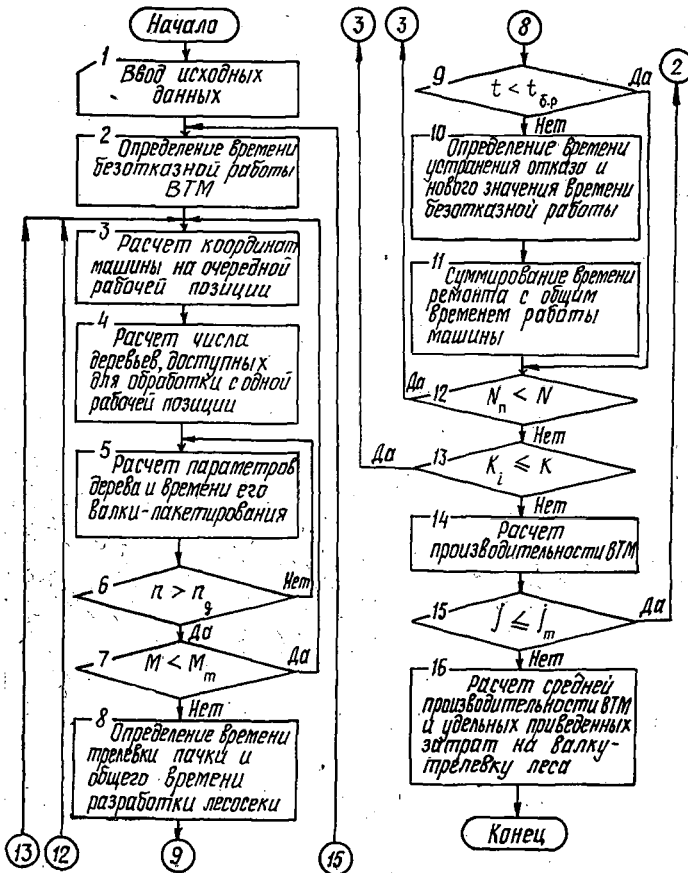 Начало
1
Ввод исходных
данных
2
Определение времени
безотказной работы
ВТМ
3
Расчет координат
машины на очередной
рабочей позиции
4
Расчет числа
деревьев, доступных
для обработки с одной
рабочей позиции
5
Расчет параметров
дерева и времени его
валки-пакетирования
6
n > n_g
Нет
Да
7
M < M_m
Да
Нет
8
Определение времени
трелевки пачки и
общего времени
разработки лесосеки
13
12
9
15
3
3
8
2
9
t < t_б.р
Да
Нет
10
Определение времени
устранения отказа и
нового значения времени
безотказной работы
11
Суммирование времени
ремонта с общим
временем работы
машины
Да
12
N_п < N
Нет
Да
13
K_i ≤ K
Нет
14
Расчет
производительности ВТМ
15
j ≤ j_m
Да
Нет
16
Расчет средней
производительности ВТМ
и удельных приведенных
затрат на валку-
трелевку леса
Конец